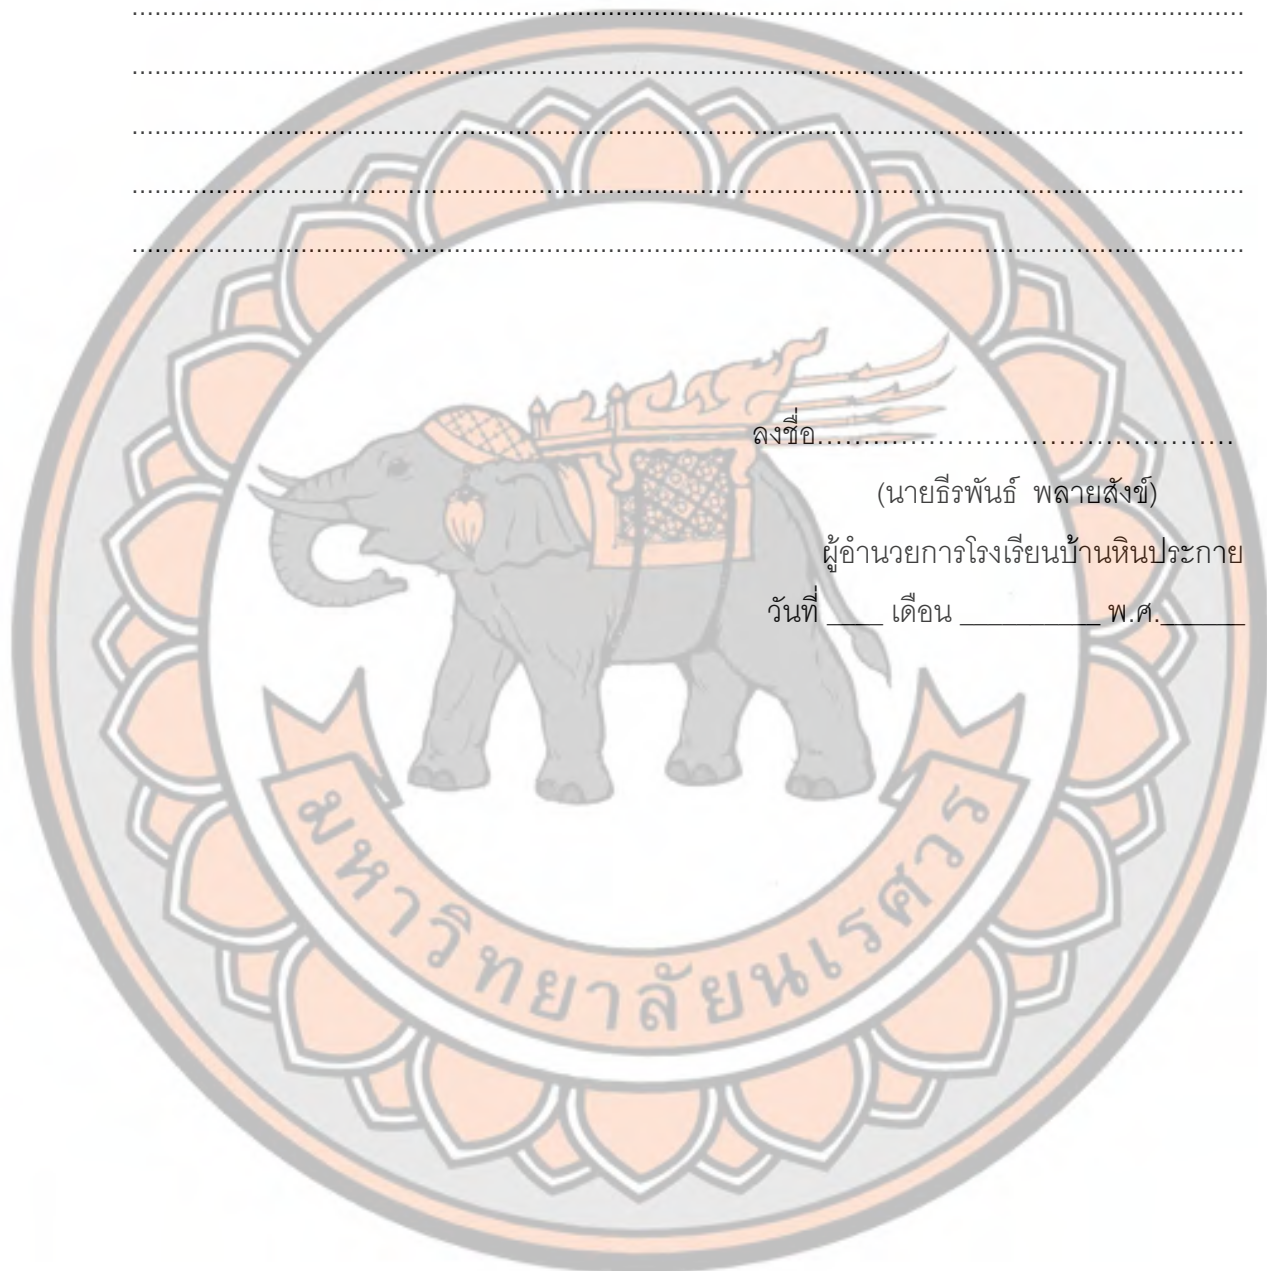 ........................................................................................................................
........................................................................................................................
........................................................................................................................
........................................................................................................................
........................................................................................................................
ลงชื่อ................................................
(นายธีรพันธ์ พลายสังข์)
ผู้อำนวยการโรงเรียนบ้านหินประกาย
วันที่ ____ เดือน __________ พ.ศ.______
มหาวิทยาลัยนเรศวร